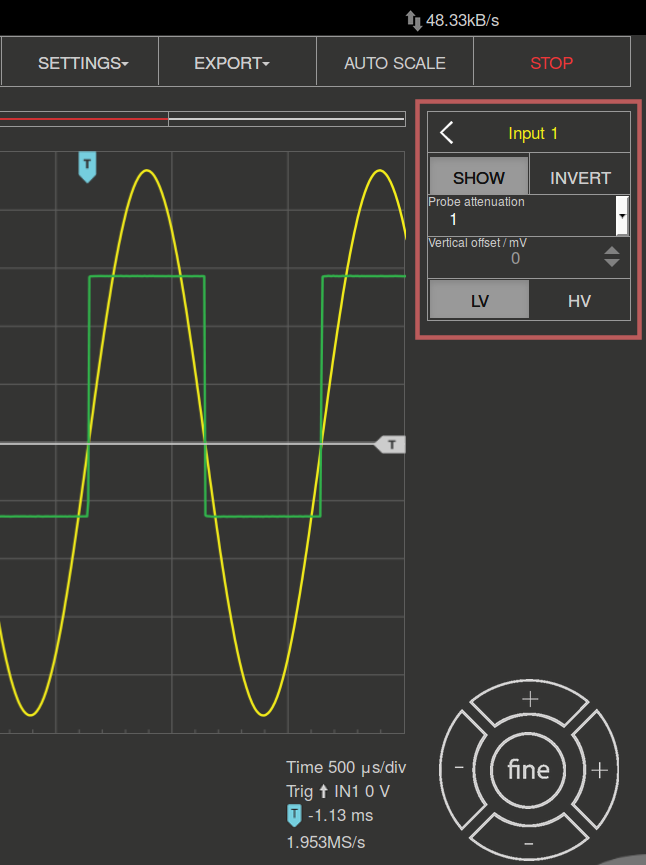 48.33kB/s
SETTINGS EXPORT AUTO SCALE STOP
Input 1
SHOW INVERT
Probe attenuation
1
Vertical offset / mV
0
LV HV
T
T
+
- fine +
-
Time 500 µs/div
Trig ↑ IN1 0 V
T -1.13 ms
1.953MS/s